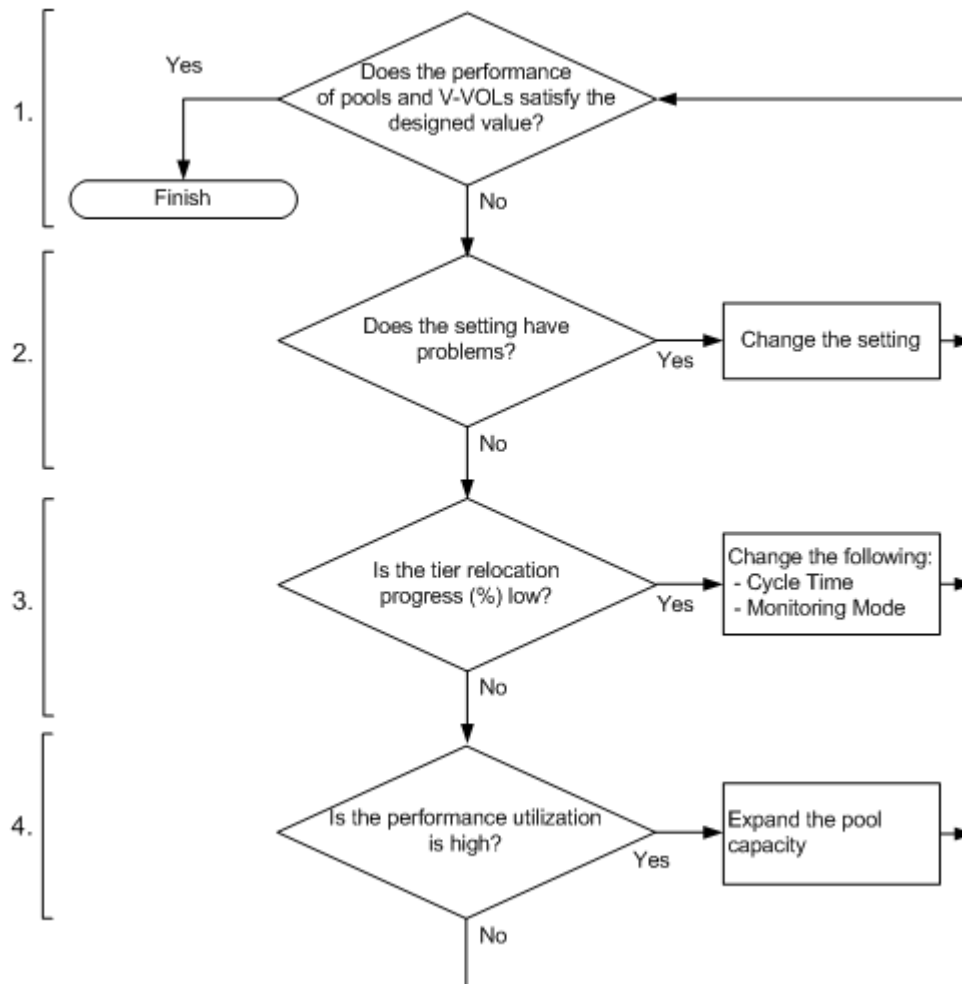 1.
Yes
Does the performance
of pools and V-VOLs satisfy the
designed value?
Finish
No
2.
Does the setting have
problems?
Yes
Change the setting
No
3.
Is the tier relocation
progress (%) low?
Yes
Change the following:
- Cycle Time
- Monitoring Mode
No
4.
Is the performance utilization
is high?
Yes
Expand the pool
capacity
No